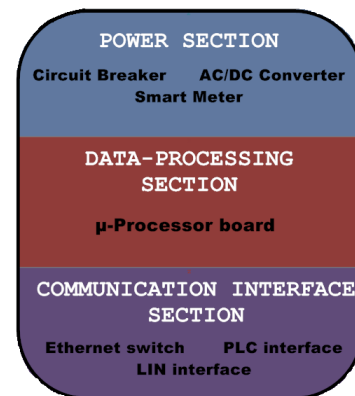 POWER SECTION
Circuit Breaker AC/DC Converter
Smart Meter
DATA-PROCESSING
SECTION
μ-Processor board
COMMUNICATION INTERFACE
SECTION
Ethernet switch PLC interface
LIN interface